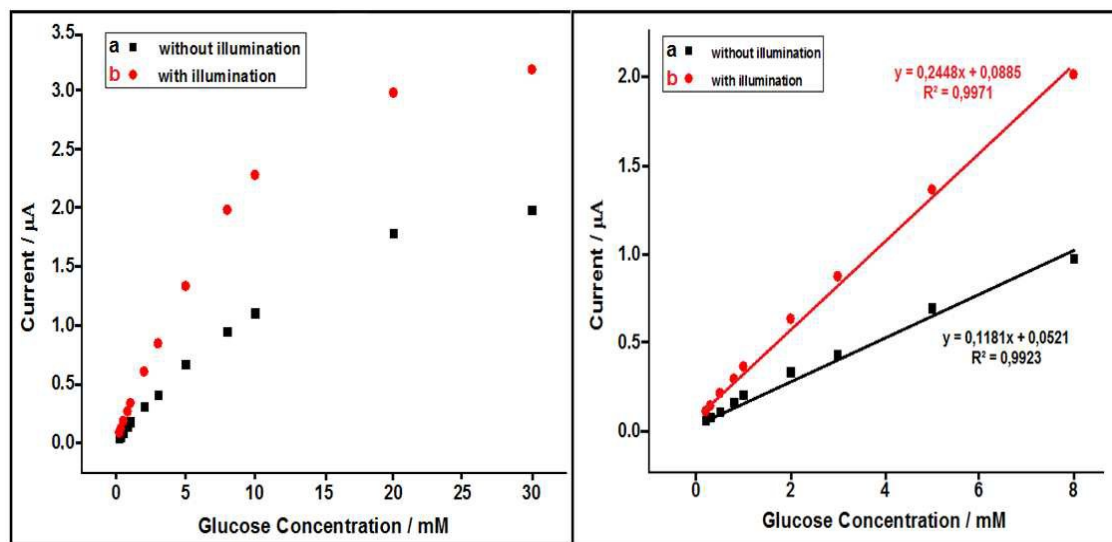 a without illumination
b with illumination
3.5
3.0
2.5
2.0
1.5
1.0
0.5
0.0
Current / µA
0 5 10 15 20 25 30
Glucose Concentration / mM
a without illumination
b with illumination
y = 0,2448x + 0,0885
R² = 0,9971
y = 0,1181x + 0,0521
R² = 0,9923
2.0
1.5
1.0
0.5
0.0
Current / µA
0 2 4 6 8
Glucose Concentration / mM